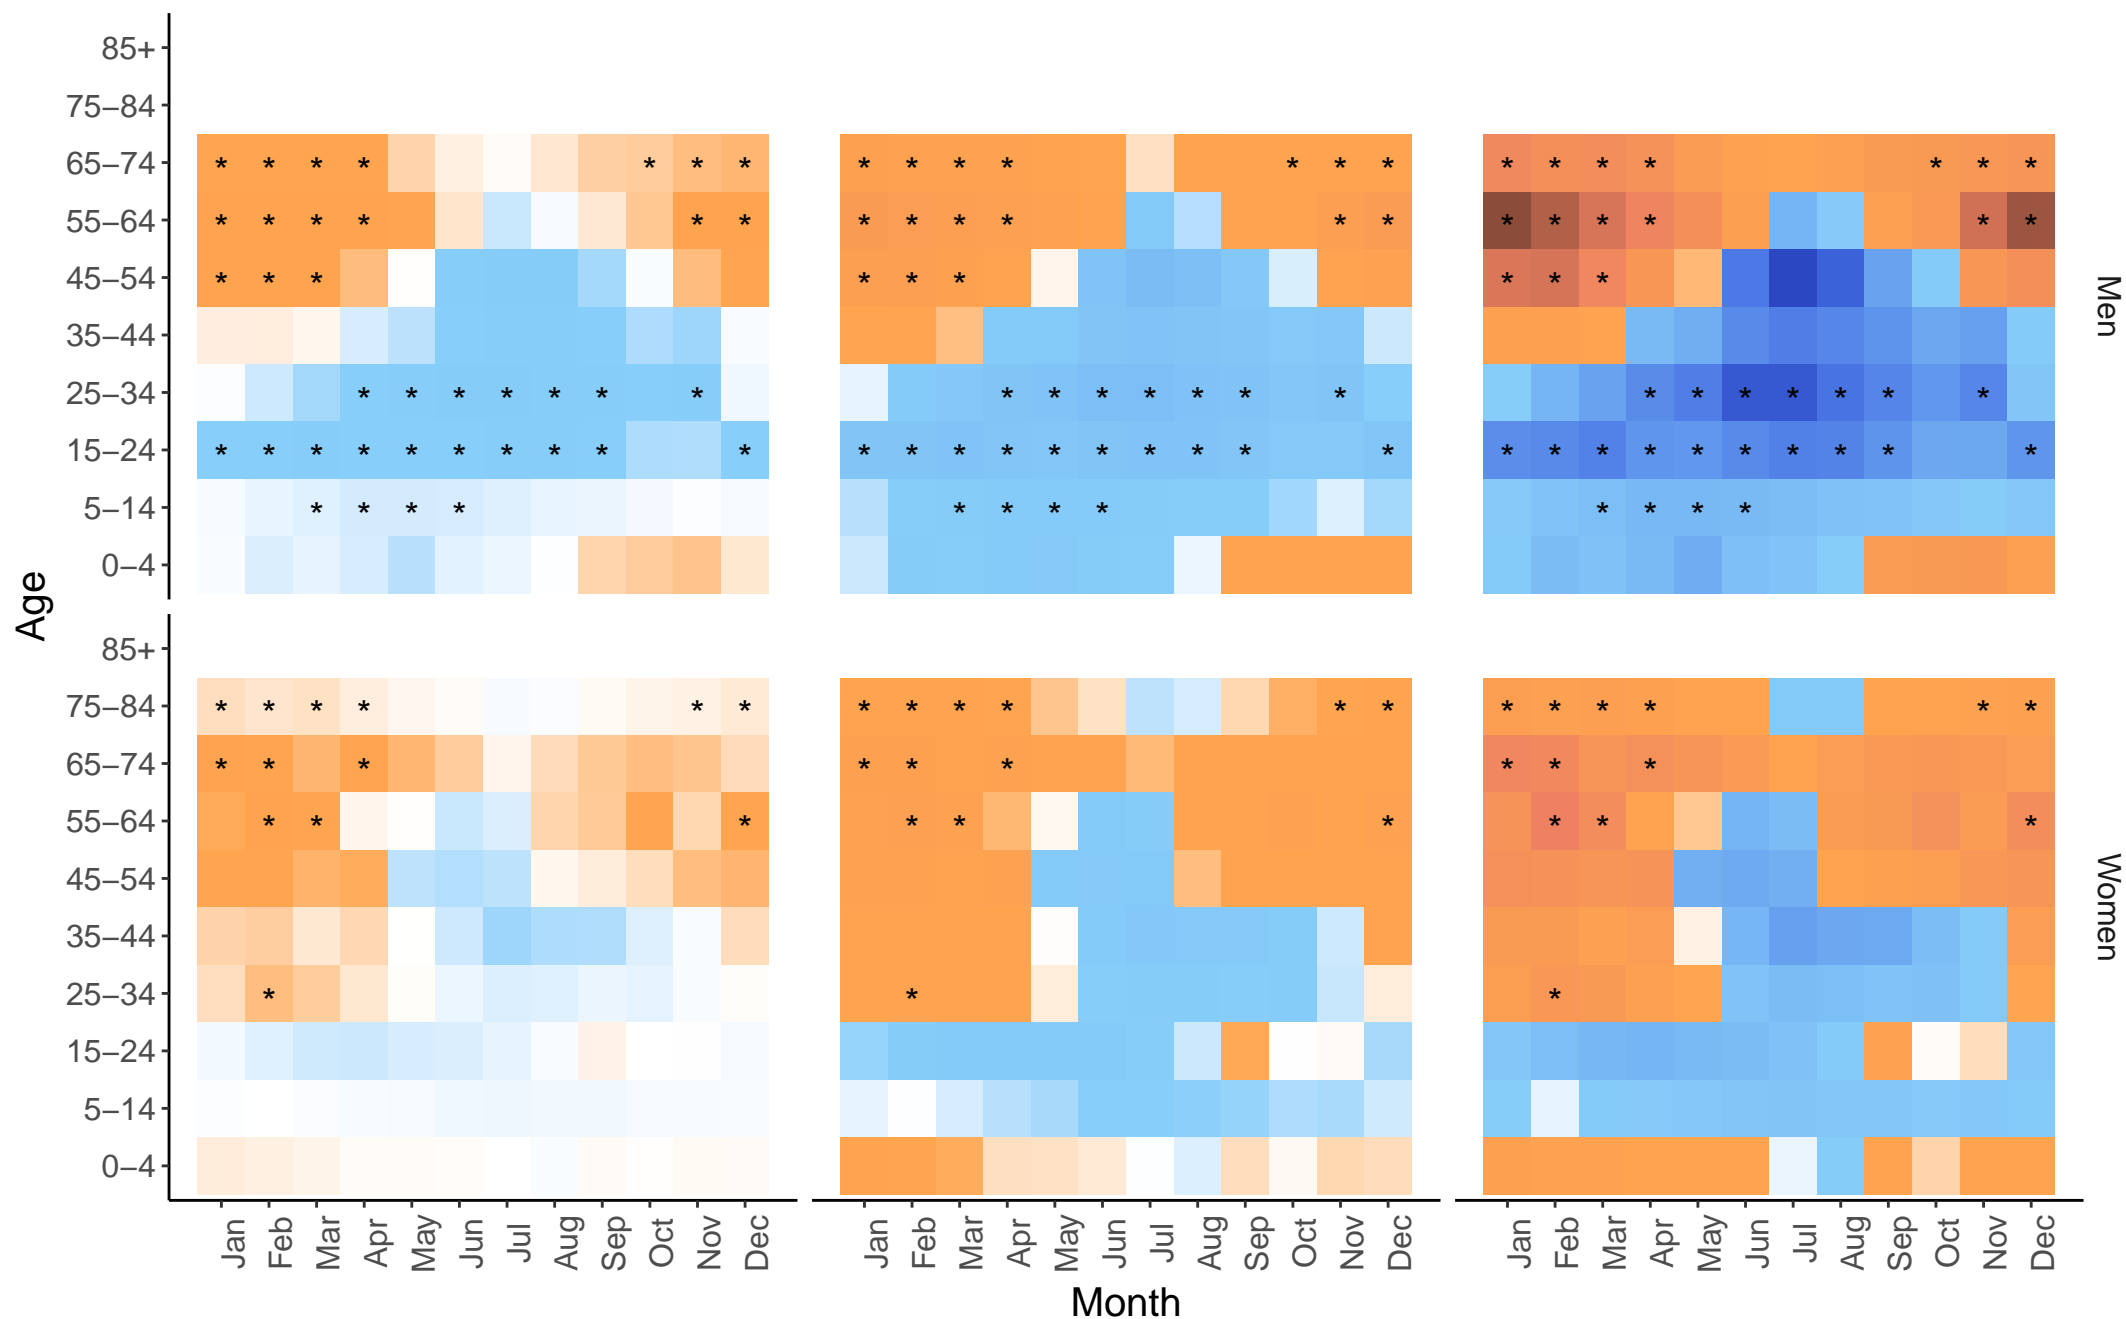 Age
85+
75–84
65–74
55–64
45–54
35–44
25–34
15–24
5–14
0–4
* * * * * * *
* * * * * * *
* * * * * *
* * * * * *
* * * * * *
* * *
* * *
* * *
* * * * * * *
* * * * * * *
* * * * * * *
* * * * * * * * * *
* * * * * * * * * *
* * * * * * * * * *
* * * *
* * * *
* * * *
Men
85+
75–84
65–74
55–64
45–54
35–44
25–34
15–24
5–14
0–4
* * * * * *
* * * * * *
* * * * * *
* * *
* * *
* * *
* * *
* * *
* * *
*
*
*
Women
Jan Feb Mar Apr May Jun Jul Aug Sep Oct Nov Dec
Jan Feb Mar Apr May Jun Jul Aug Sep Oct Nov Dec
Jan Feb Mar Apr May Jun Jul Aug Sep Oct Nov Dec
Month